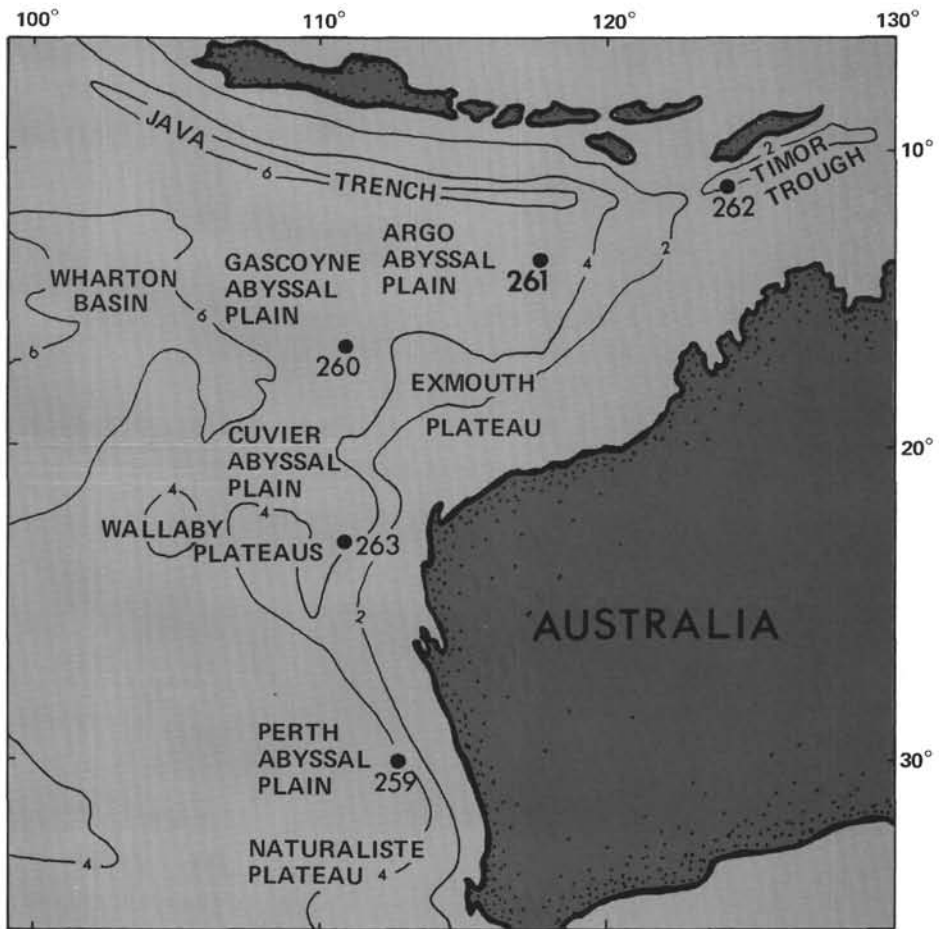 100°
110°
120°
130°
10°
20°
30°
JAVA
6
TRENCH
2
TIMOR
TROUGH
262
ARGO
ABYSSAL
PLAIN
261
4
2
GASCOYNE
ABYSSAL
PLAIN
260
WHARTON
BASIN
6
6
EXMOUTH
PLATEAU
CUVIER
ABYSSAL
PLAIN
4
4
WALLABY
PLATEAUS
263
2
AUSTRALIA
PERTH
ABYSSAL
PLAIN
259
NATURALISTE
PLATEAU
4
4